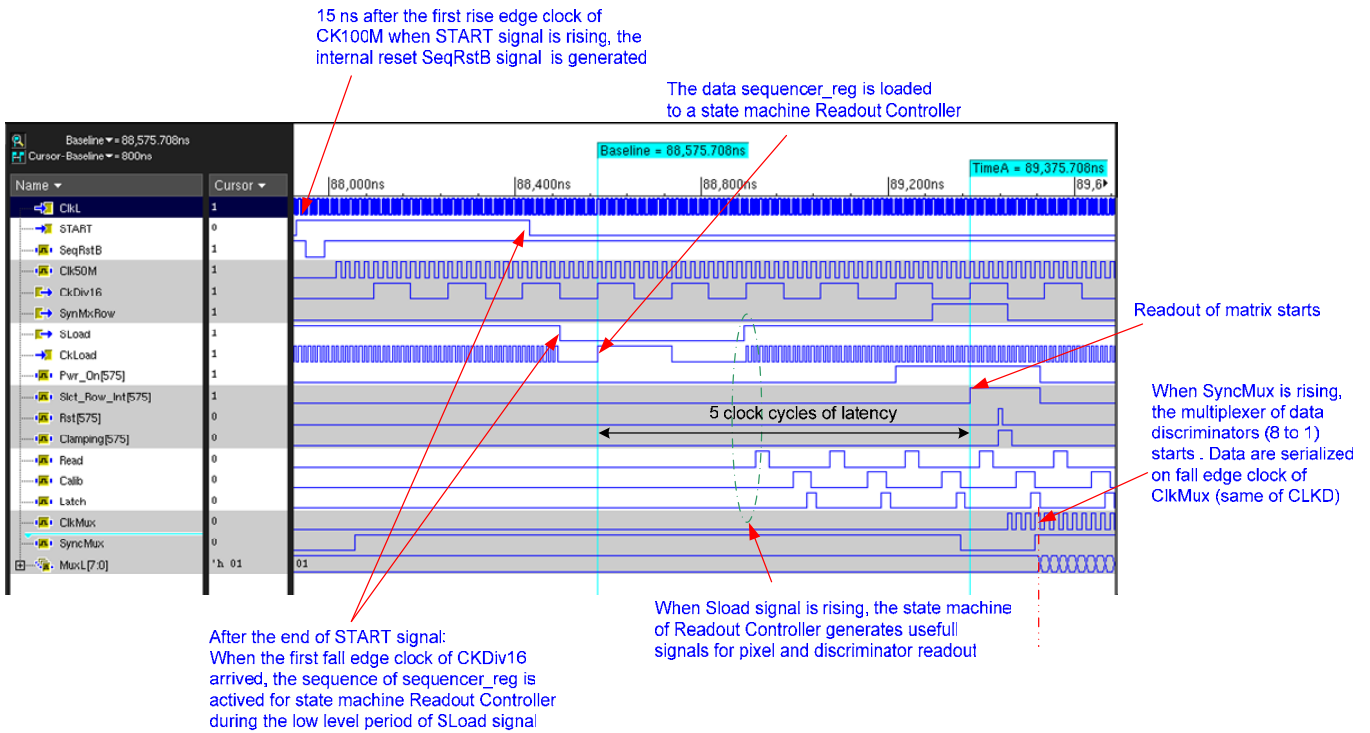 15 ns after the first rise edge clock of
CK100M when START signal is rising, the
internal reset SeqRstB signal is generated
The data sequencer_reg is loaded
to a state machine Readout Controller
Baseline▼= 88,575.708ns
Cursor-Baseline▼= 800ns
Baseline = 88,575.708ns
TimeA = 89,375.708ns
Name Cursor
88,000ns 88,400ns 88,800ns 89,200ns 89,6
ClkL 1
START 0
SeqRstB 1
Clk50M 1
CkDiv16 1
SynMxRow 1
SLoad 1
CkLoad 1
Pwr_On[575] 1
Slct_Row_Int[575] 1
Rst[575] 0
Clamping[575] 0
Read 0
Calib 0
Latch 0
ClkMux 0
SyncMux 0
MuxL[7:0] 'h 01 01
5 clock cycles of latency
Readout of matrix starts
When SyncMux is rising,
the multiplexer of data
discriminators (8 to 1)
starts . Data are serialized
on fall edge clock of
ClkMux (same of CLKD)
When Sload signal is rising, the state machine
of Readout Controller generates usefull
signals for pixel and discriminator readout
After the end of START signal:
When the first fall edge clock of CKDiv16
arrived, the sequence of sequencer_reg is
actived for state machine Readout Controller
during the low level period of SLoad signal